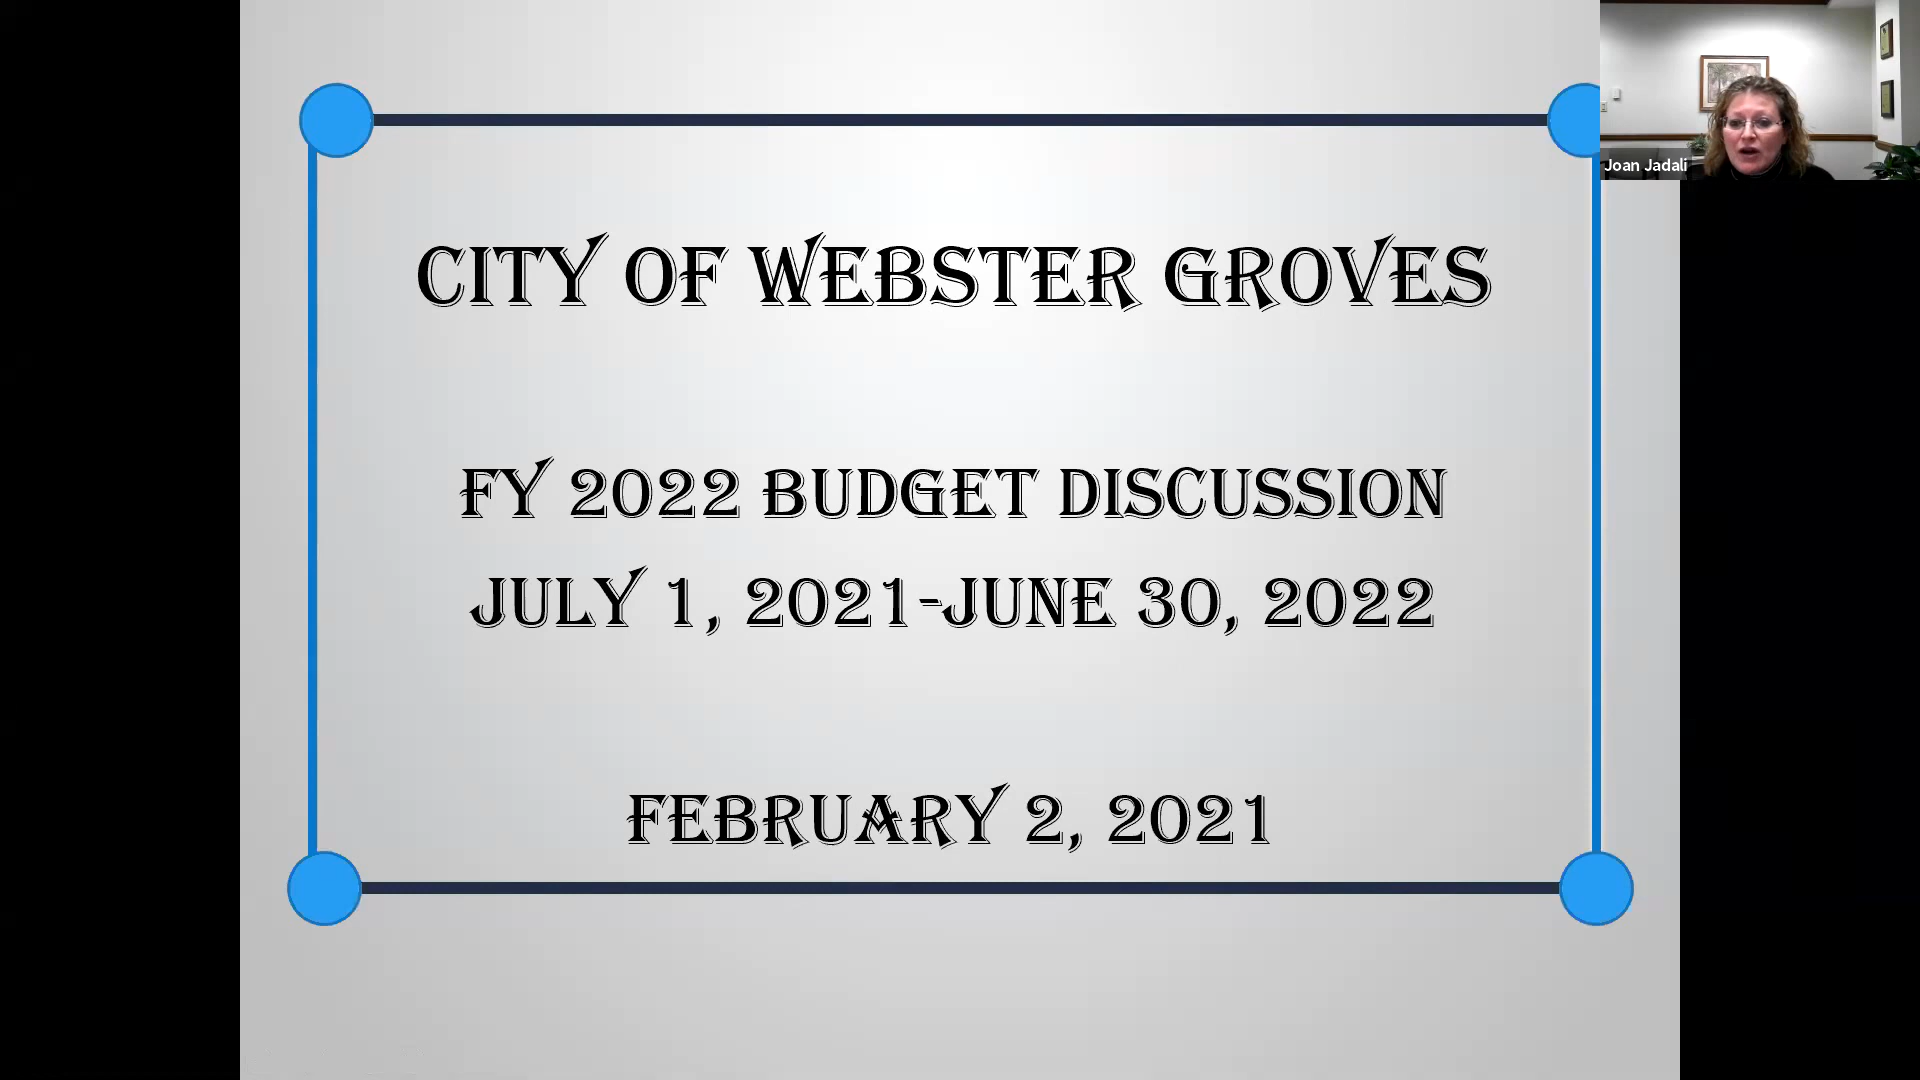 CITY OF WEBSTER GROVES
FY 2022 BUDGET DISCUSSION
JULY 1, 2021-JUNE 30, 2022
FEBRUARY 2, 2021
Joan Jadali